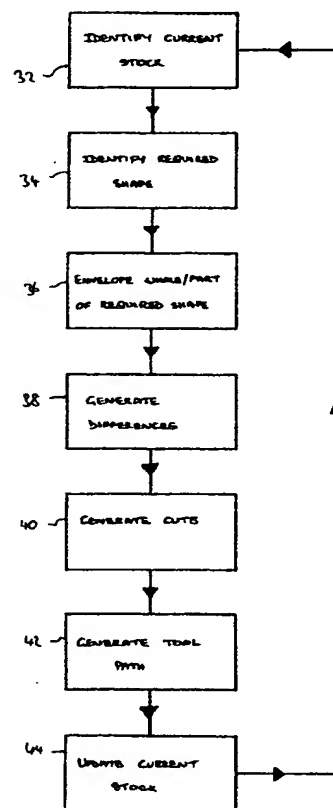 IDENTIFY CURRENT
STOCK
32
IDENTIFY REQUIRED
SHAPE
34
ENVELOPE WHOLE/PART
OF REQUIRED SHAPE
36
38
GENERATE
DIFFERENCES
40
GENERATE CUTS
42
GENERATE TOOL
PATH
44
UPDATE CURRENT
STOCK